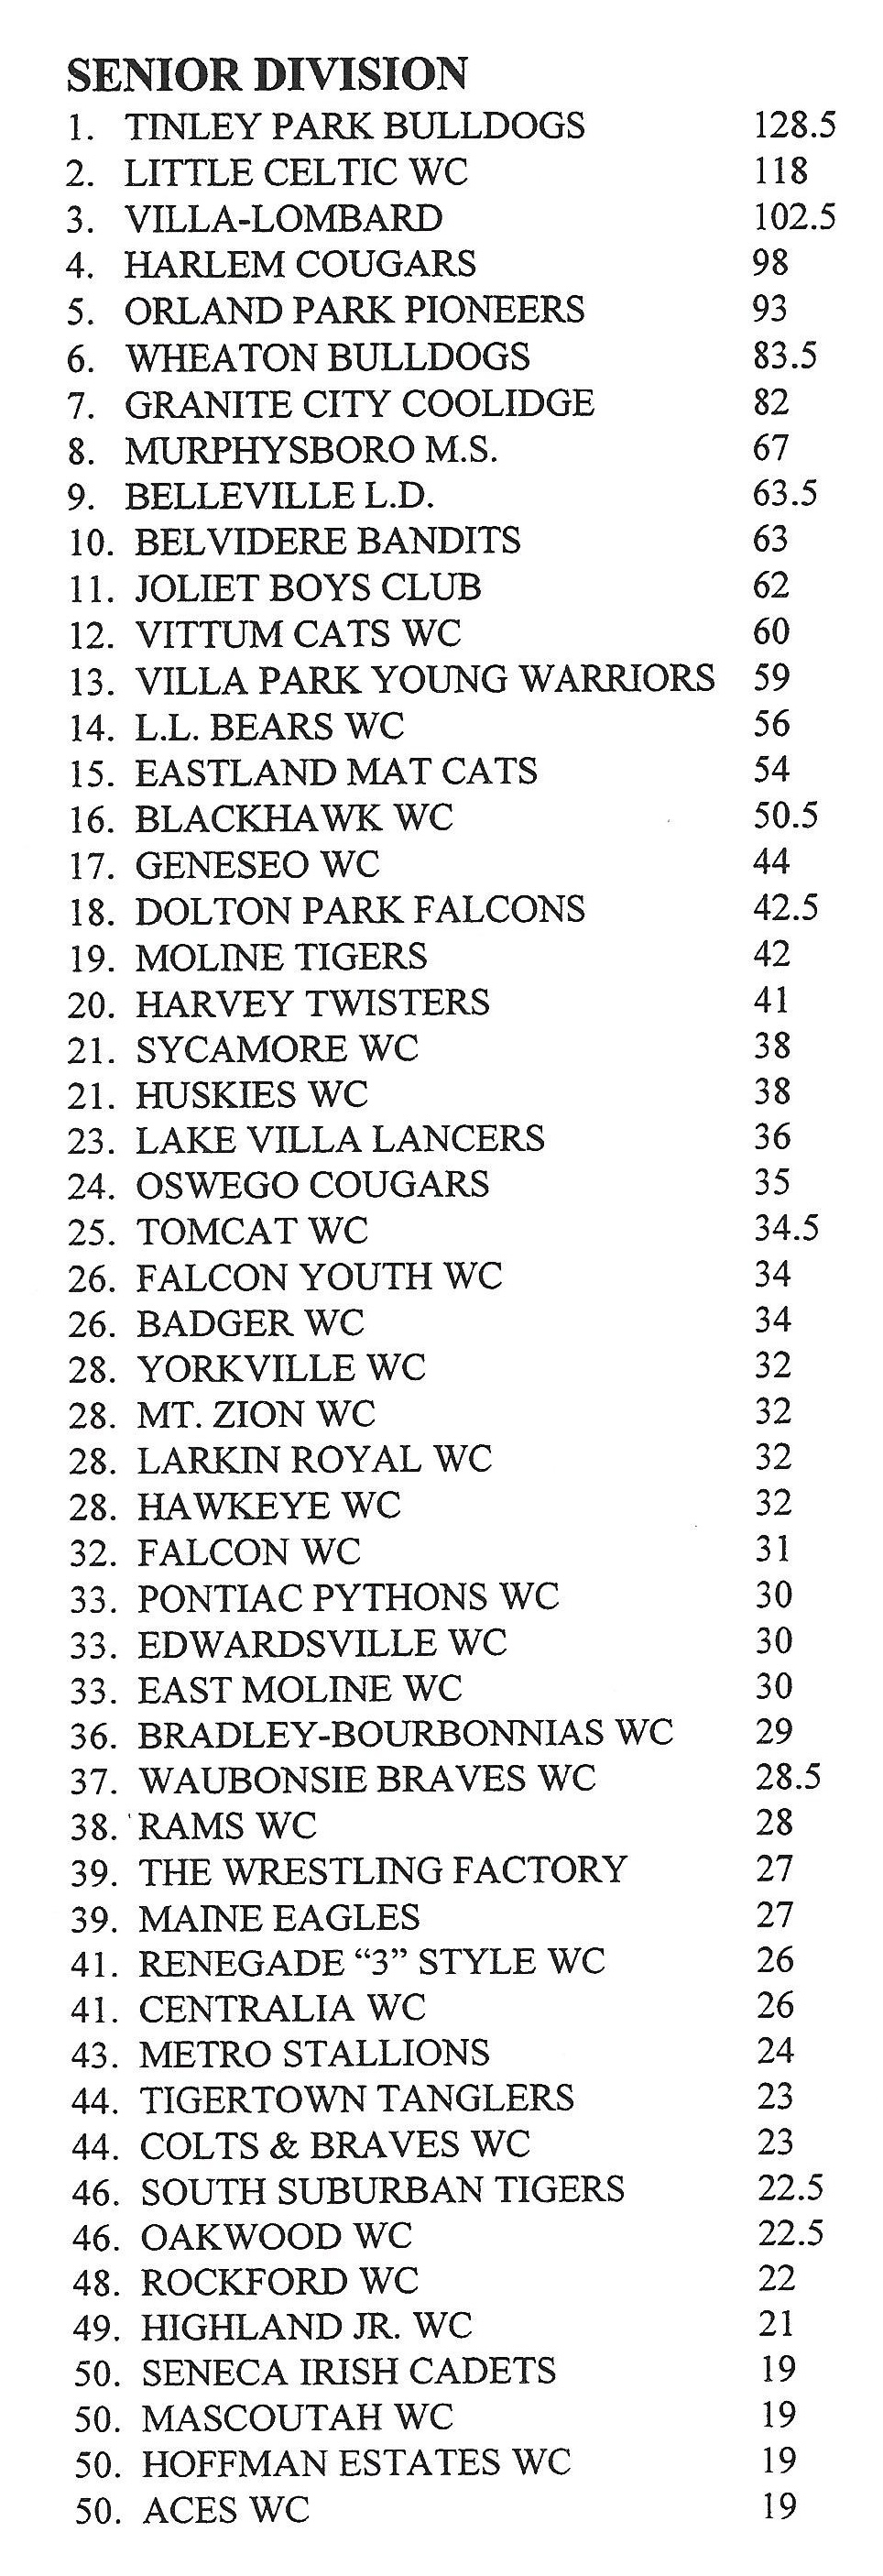 SENIOR DIVISION
1. TINLEY PARK BULLDOGS 128.5
2. LITTLE CELTIC WC 118
3. VILLA-LOMBARD 102.5
4. HARLEM COUGARS 98
5. ORLAND PARK PIONEERS 93
6. WHEATON BULLDOGS 83.5
7. GRANITE CITY COOLIDGE 82
8. MURPHYSBORO M.S. 67
9. BELLEVILLE L.D. 63.5
10. BELVIDERE BANDITS 63
11. JOLIET BOYS CLUB 62
12. VITTUM CATS WC 60
13. VILLA PARK YOUNG WARRIORS 59
14. L.L. BEARS WC 56
15. EASTLAND MAT CATS 54
16. BLACKHAWK WC 50.5
17. GENESEO WC 44
18. DOLTON PARK FALCONS 42.5
19. MOLINE TIGERS 42
20. HARVEY TWISTERS 41
21. SYCAMORE WC 38
21. HUSKIES WC 38
23. LAKE VILLA LANCERS 36
24. OSWEGO COUGARS 35
25. TOMCAT WC 34.5
26. FALCON YOUTH WC 34
26. BADGER WC 34
28. YORKVILLE WC 32
28. MT. ZION WC 32
28. LARKIN ROYAL WC 32
28. HAWKEYE WC 32
32. FALCON WC 31
33. PONTIAC PYTHONS WC 30
33. EDWARDSVILLE WC 30
33. EAST MOLINE WC 30
36. BRADLEY-BOURBONNIAS WC 29
37. WAUBONSIE BRAVES WC 28.5
38. RAMS WC 28
39. THE WRESTLING FACTORY 27
39. MAINE EAGLES 27
41. RENEGADE “3” STYLE WC 26
41. CENTRALIA WC 26
43. METRO STALLIONS 24
44. TIGERTOWN TANGLERS 23
44. COLTS & BRAVES WC 23
46. SOUTH SUBURBAN TIGERS 22.5
46. OAKWOOD WC 22.5
48. ROCKFORD WC 22
49. HIGHLAND JR. WC 21
50. SENECA IRISH CADETS 19
50. MASCOUTAH WC 19
50. HOFFMAN ESTATES WC 19
50. ACES WC 19